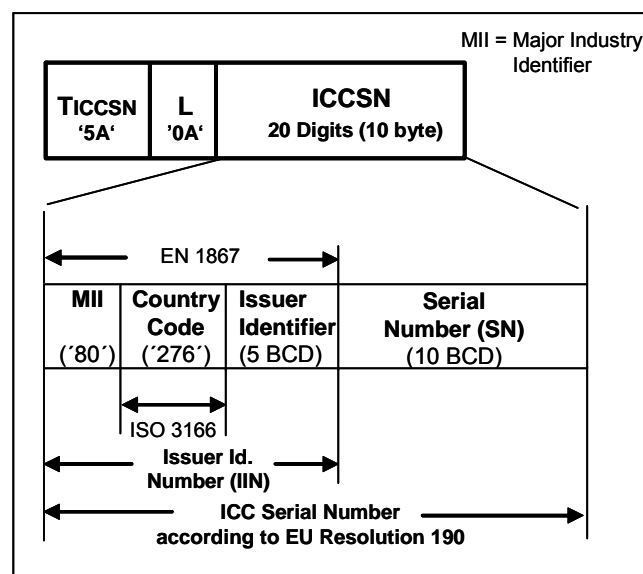 MII = Major Industry
Identifier
TICCSN
‘5A‘
L
’0A‘
ICCSN
20 Digits (10 byte)
EN 1867
MII
(´80´)
Country
Code
(´276´)
Issuer
Identifier
(5 BCD)
Serial
Number (SN)
(10 BCD)
ISO 3166
Issuer Id.
Number (IIN)
ICC Serial Number
according to EU Resolution 190